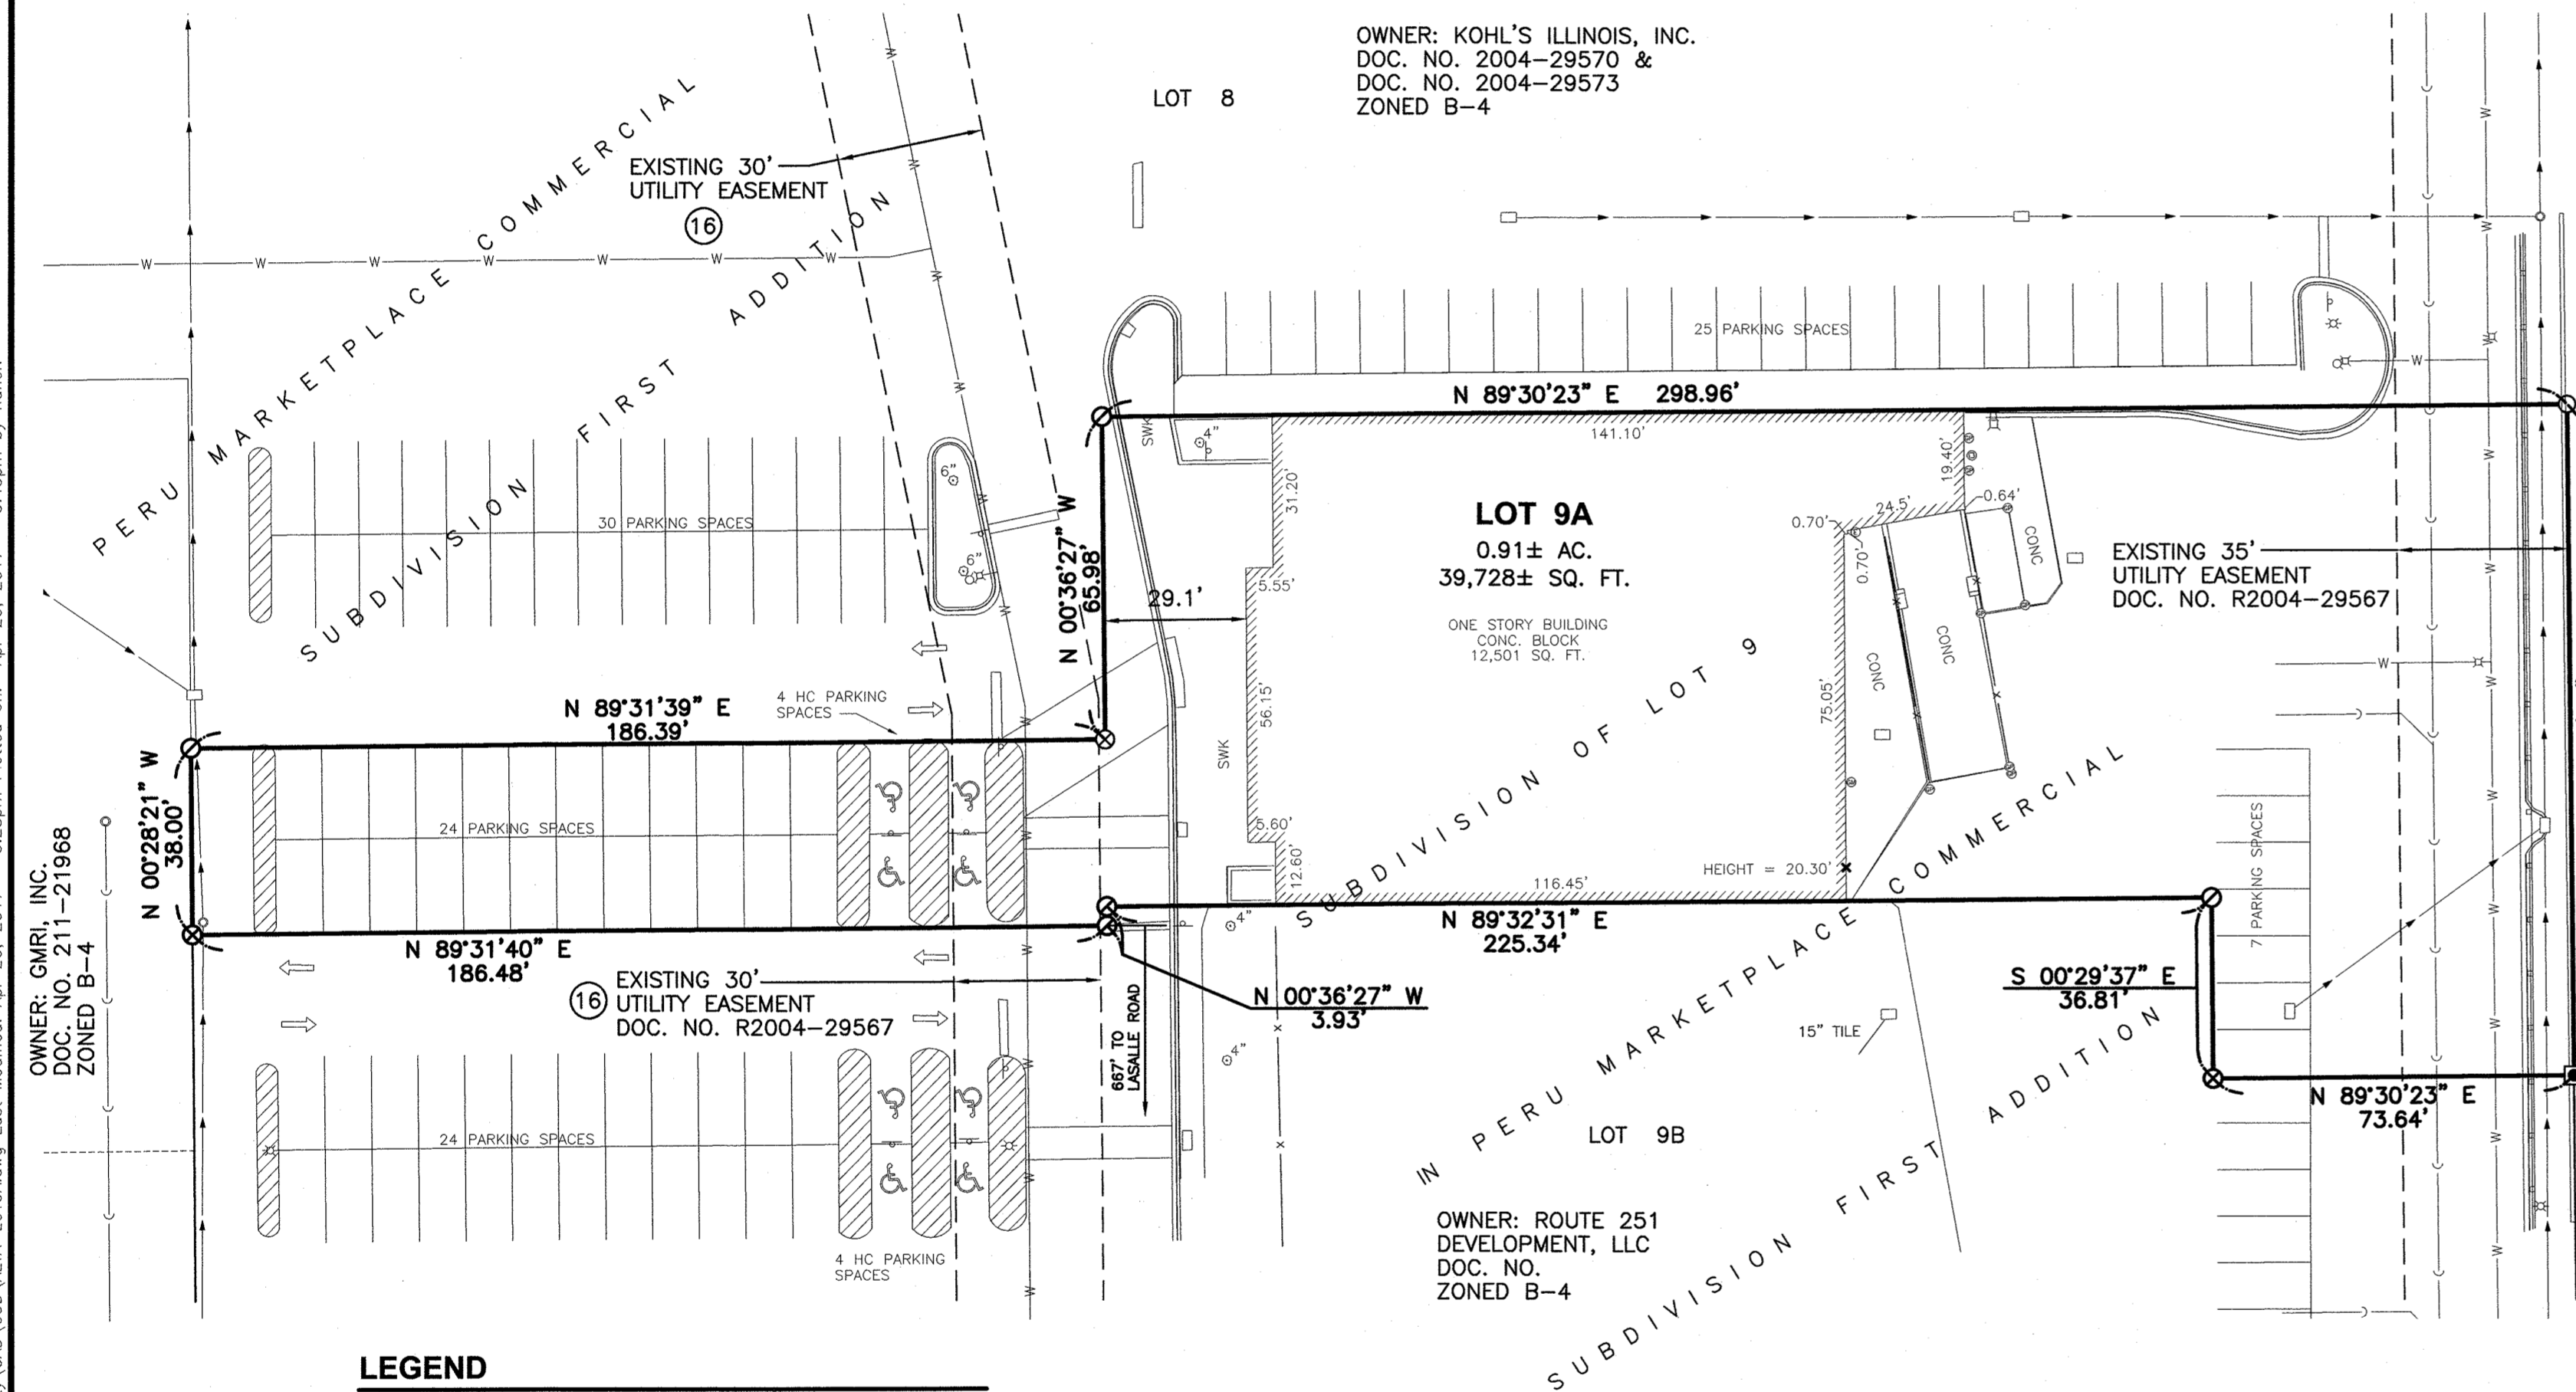 OWNER: KOHL'S ILLINOIS, INC.
DOC. NO. 2004-29570 &
DOC. NO. 2004-29573
ZONED B-4
LOT 8
EXISTING 30'
UTILITY EASEMENT
16
PERU MARKETPLACE COMMERCIAL
SUBDIVISION FIRST ADDITION
25 PARKING SPACES
N 89°30'23" E 298.96'
SWK
4"
141.10'
19.40'
31.20'
6"
6"
30 PARKING SPACES
N 00°36'27" W
65.98'
29.1'
5.55'
LOT 9A
0.91± AC.
39,728± SQ. FT.
ONE STORY BUILDING
CONC. BLOCK
12,501 SQ. FT.
0.70'
24.5'
0.64'
0.70'
CONC
CONC
CONC
EXISTING 35'
UTILITY EASEMENT
DOC. NO. R2004-29567
56.15'
75.05'
SWK
N 89°31'39" E
186.39'
4 HC PARKING
SPACES
N 00°28'21" W
38.00'
24 PARKING SPACES
OWNER: GMRI, INC.
DOC. NO. 2111-21968
ZONED B-4
5.60'
12.60'
116.45'
HEIGHT = 20.30'
SUBDIVISION OF LOT 9
IN PERU MARKETPLACE COMMERCIAL
SUBDIVISION FIRST ADDITION
7 PARKING SPACES
N 89°31'40" E
186.48'
4"
N 89°32'31" E
225.34'
16
EXISTING 30'
UTILITY EASEMENT
DOC. NO. R2004-29567
667' TO
LASALLE ROAD
N 00°36'27" W
3.93'
4"
S 00°29'37" E
36.81'
15" TILE
N 89°30'23" E
73.64'
24 PARKING SPACES
LOT 9B
4 HC PARKING
SPACES
OWNER: ROUTE 251
DEVELOPMENT, LLC
DOC. NO.
ZONED B-4
LEGEND